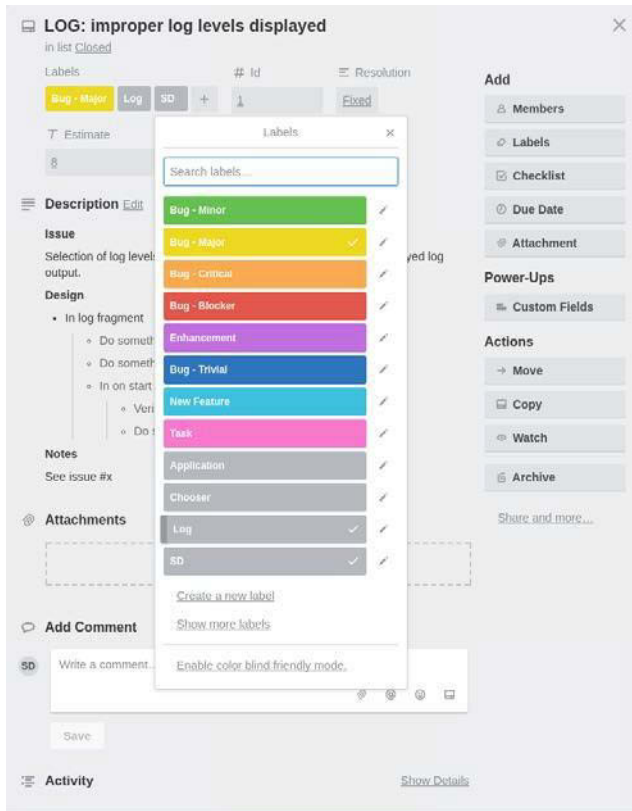 LOG: improper log levels displayed
in list Closed
Labels
# Id
Resolution
Bug - Major Log SD +
1
Fixed
T Estimate
8
Labels
Search labels...
Bug - Minor
Bug - Major
Bug - Critical
Bug - Blocker
Enhancement
Bug - Trivial
New Feature
Task
Application
Chooser
Log
SD
Create a new label
Show more labels
Enable color blind friendly mode.
Description Edit
Issue
Selection of log levels yed log
output.
Design
In log fragment
Do someth
Do someth
In on start
Veri
Do s
Notes
See issue #x
Attachments
Add Comment
SD
Write a comment...
Save
Activity
Show Details
Add
Members
Labels
Checklist
Due Date
Attachment
Power-Ups
Custom Fields
Actions
Move
Copy
Watch
Archive
Share and more...